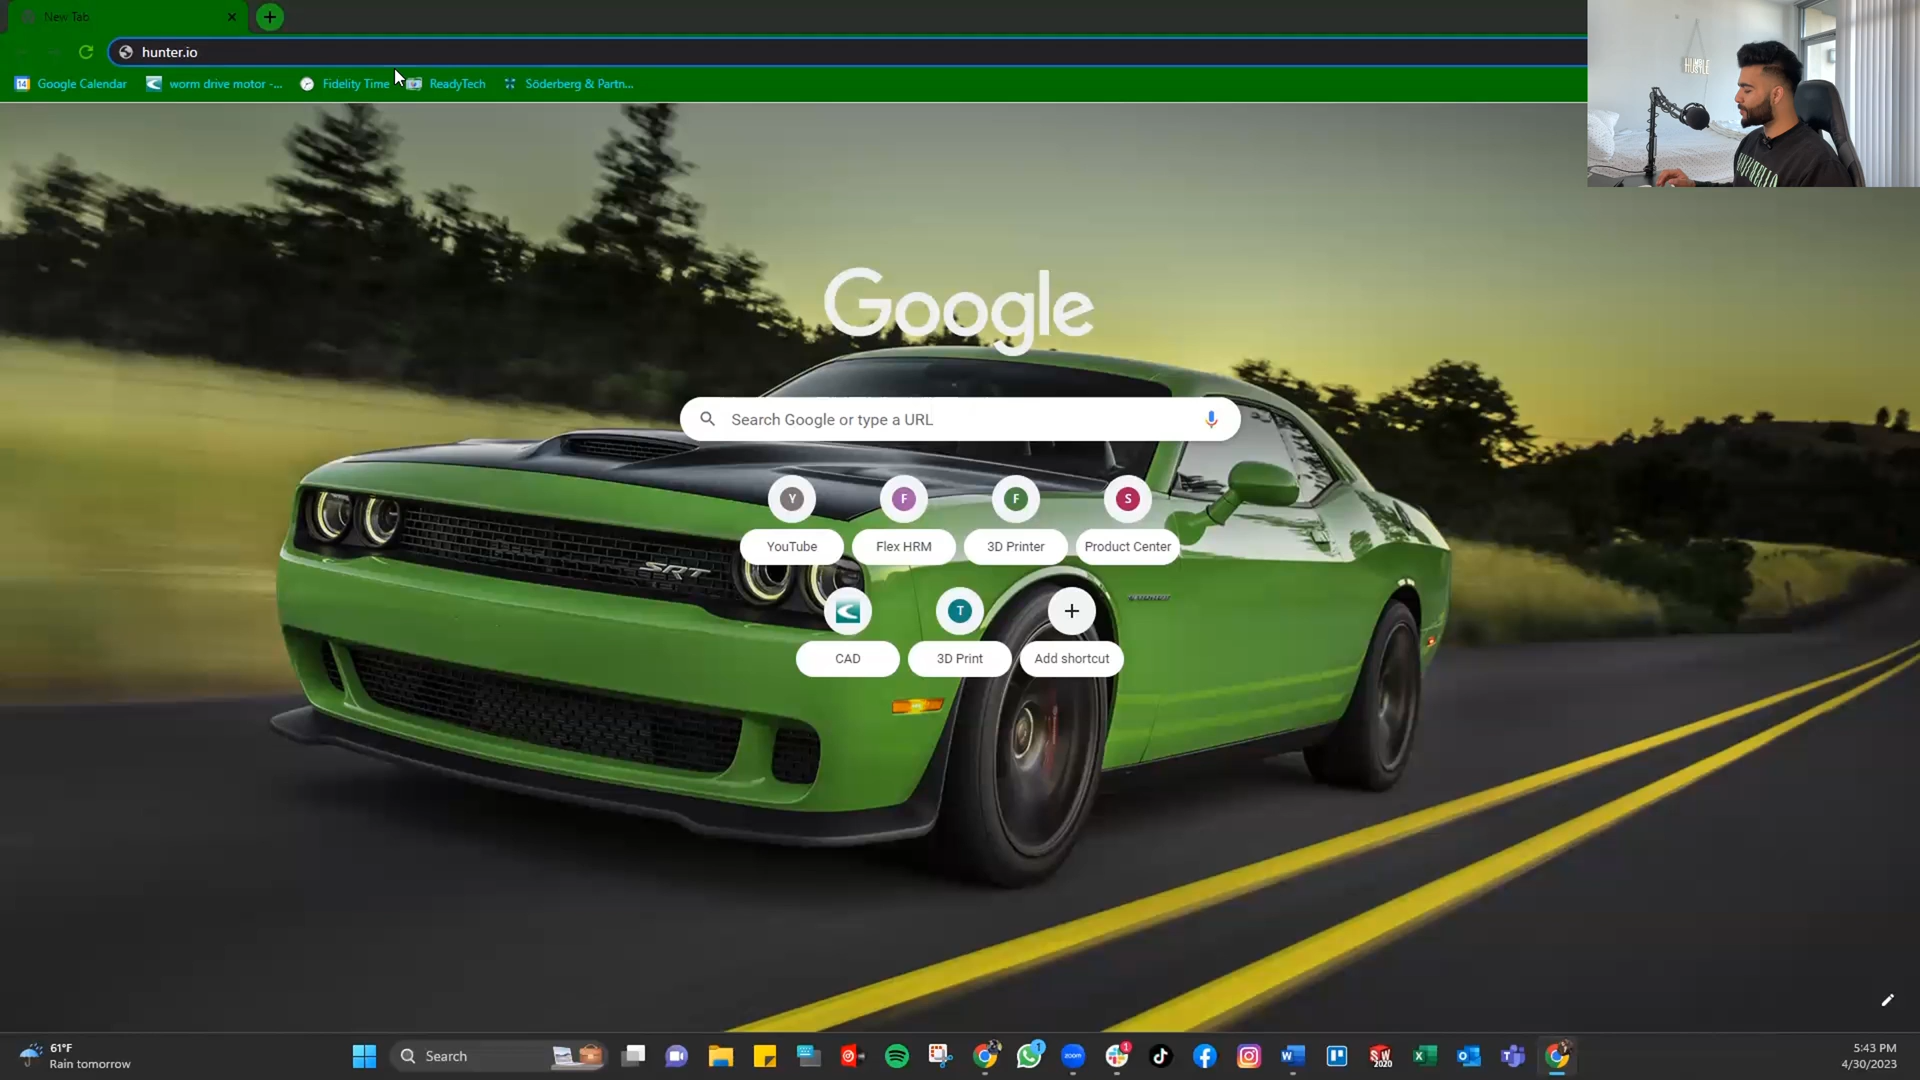 New Tab
hunter.io
Google Calendar
worm drive motor -...
Fidelity Time
ReadyTech
Söderberg & Partn...
HUSTLE
Google
Search Google or type a URL
Y
F
F
S
YouTube
Flex HRM
3D Printer
Product Center
SRT
T
CAD
3D Print
Add shortcut
61°F
Rain tomorrow
Search
5:43 PM
4/30/2023